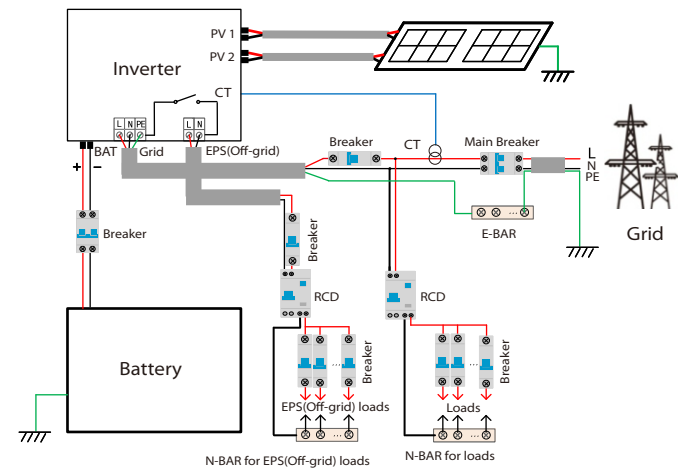 PV 1
PV 2
Inverter
CT
L N PE
L N
BAT
Grid
EPS(Off-grid)
+
–
Breaker
CT
Main Breaker
L
N
PE
E-BAR
Grid
Breaker
Breaker
RCD
RCD
Battery
...
Breaker
...
Breaker
EPS(Off-grid) loads
Loads
...
...
N-BAR for EPS(Off-grid) loads
N-BAR for loads